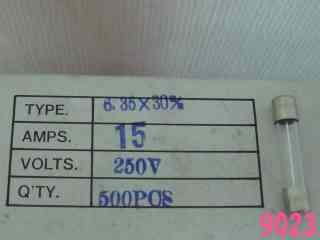 TYPE. 6.35×30%
AMPS. 15
VOLTS. 250V
Q'TY. 500PCS
9023